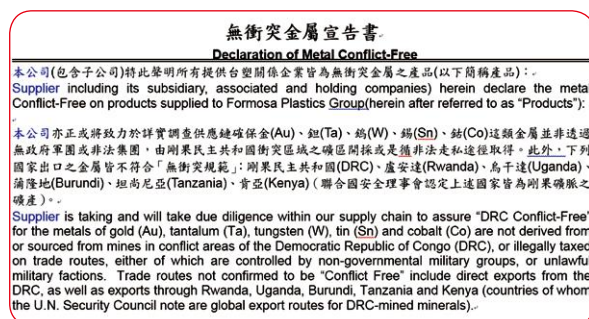 無衝突金屬宣告書
Declaration of Metal Conflict-Free
本公司(包含子公司)特此聲明所有提供台塑關係企業皆為無衝突金屬之產品(以下簡稱產品)：
Supplier including its subsidiary, associated and holding companies) herein declare the metal
Conflict-Free on products supplied to Formosa Plastics Group(herein after referred to as “Products”):
本公司亦正或將致力於詳實調查供應鏈確保金(Au)、鉭(Ta)、鎢(W)、錫(Sn)、鈷(Co)這類金屬並非透過
無政府軍團或非法集團，由剛果民主共和國衝突區域之礦區開採或是循非法走私途徑取得。此外，下列
國家出口之金屬皆不符合「無衝突規範」：剛果民主共和國(DRC)、盧安達(Rwanda)、烏干達(Uganda)、
蒲隆地(Burundi)、坦尚尼亞(Tanzania)、肯亞(Kenya)（聯合國安全理事會認定上述國家皆為剛果礦脈之
礦產）。
Supplier is taking and will take due diligence within our supply chain to assure “DRC Conflict-Free”
for the metals of gold (Au), tantalum (Ta), tungsten (W), tin (Sn) and cobalt (Co) are not derived from
or sourced from mines in conflict areas of the Democratic Republic of Congo (DRC), or illegally taxed
on trade routes, either of which are controlled by non-governmental military groups, or unlawful
military factions. Trade routes not confirmed to be “Conflict Free” include direct exports from the
DRC, as well as exports through Rwanda, Uganda, Burundi, Tanzania and Kenya (countries of whom
the U.N. Security Council note are global export routes for DRC-mined minerals).